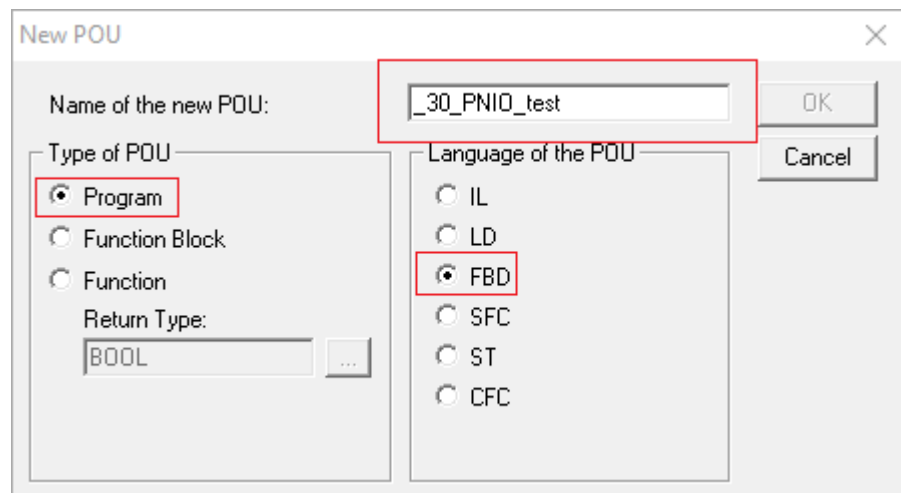 New POU
Name of the new POU:
_30_PNIO_test
OK
Cancel
Type of POU
Program
Function Block
Function
Return Type:
BOOL
...
Language of the POU
IL
LD
FBD
SFC
ST
CFC